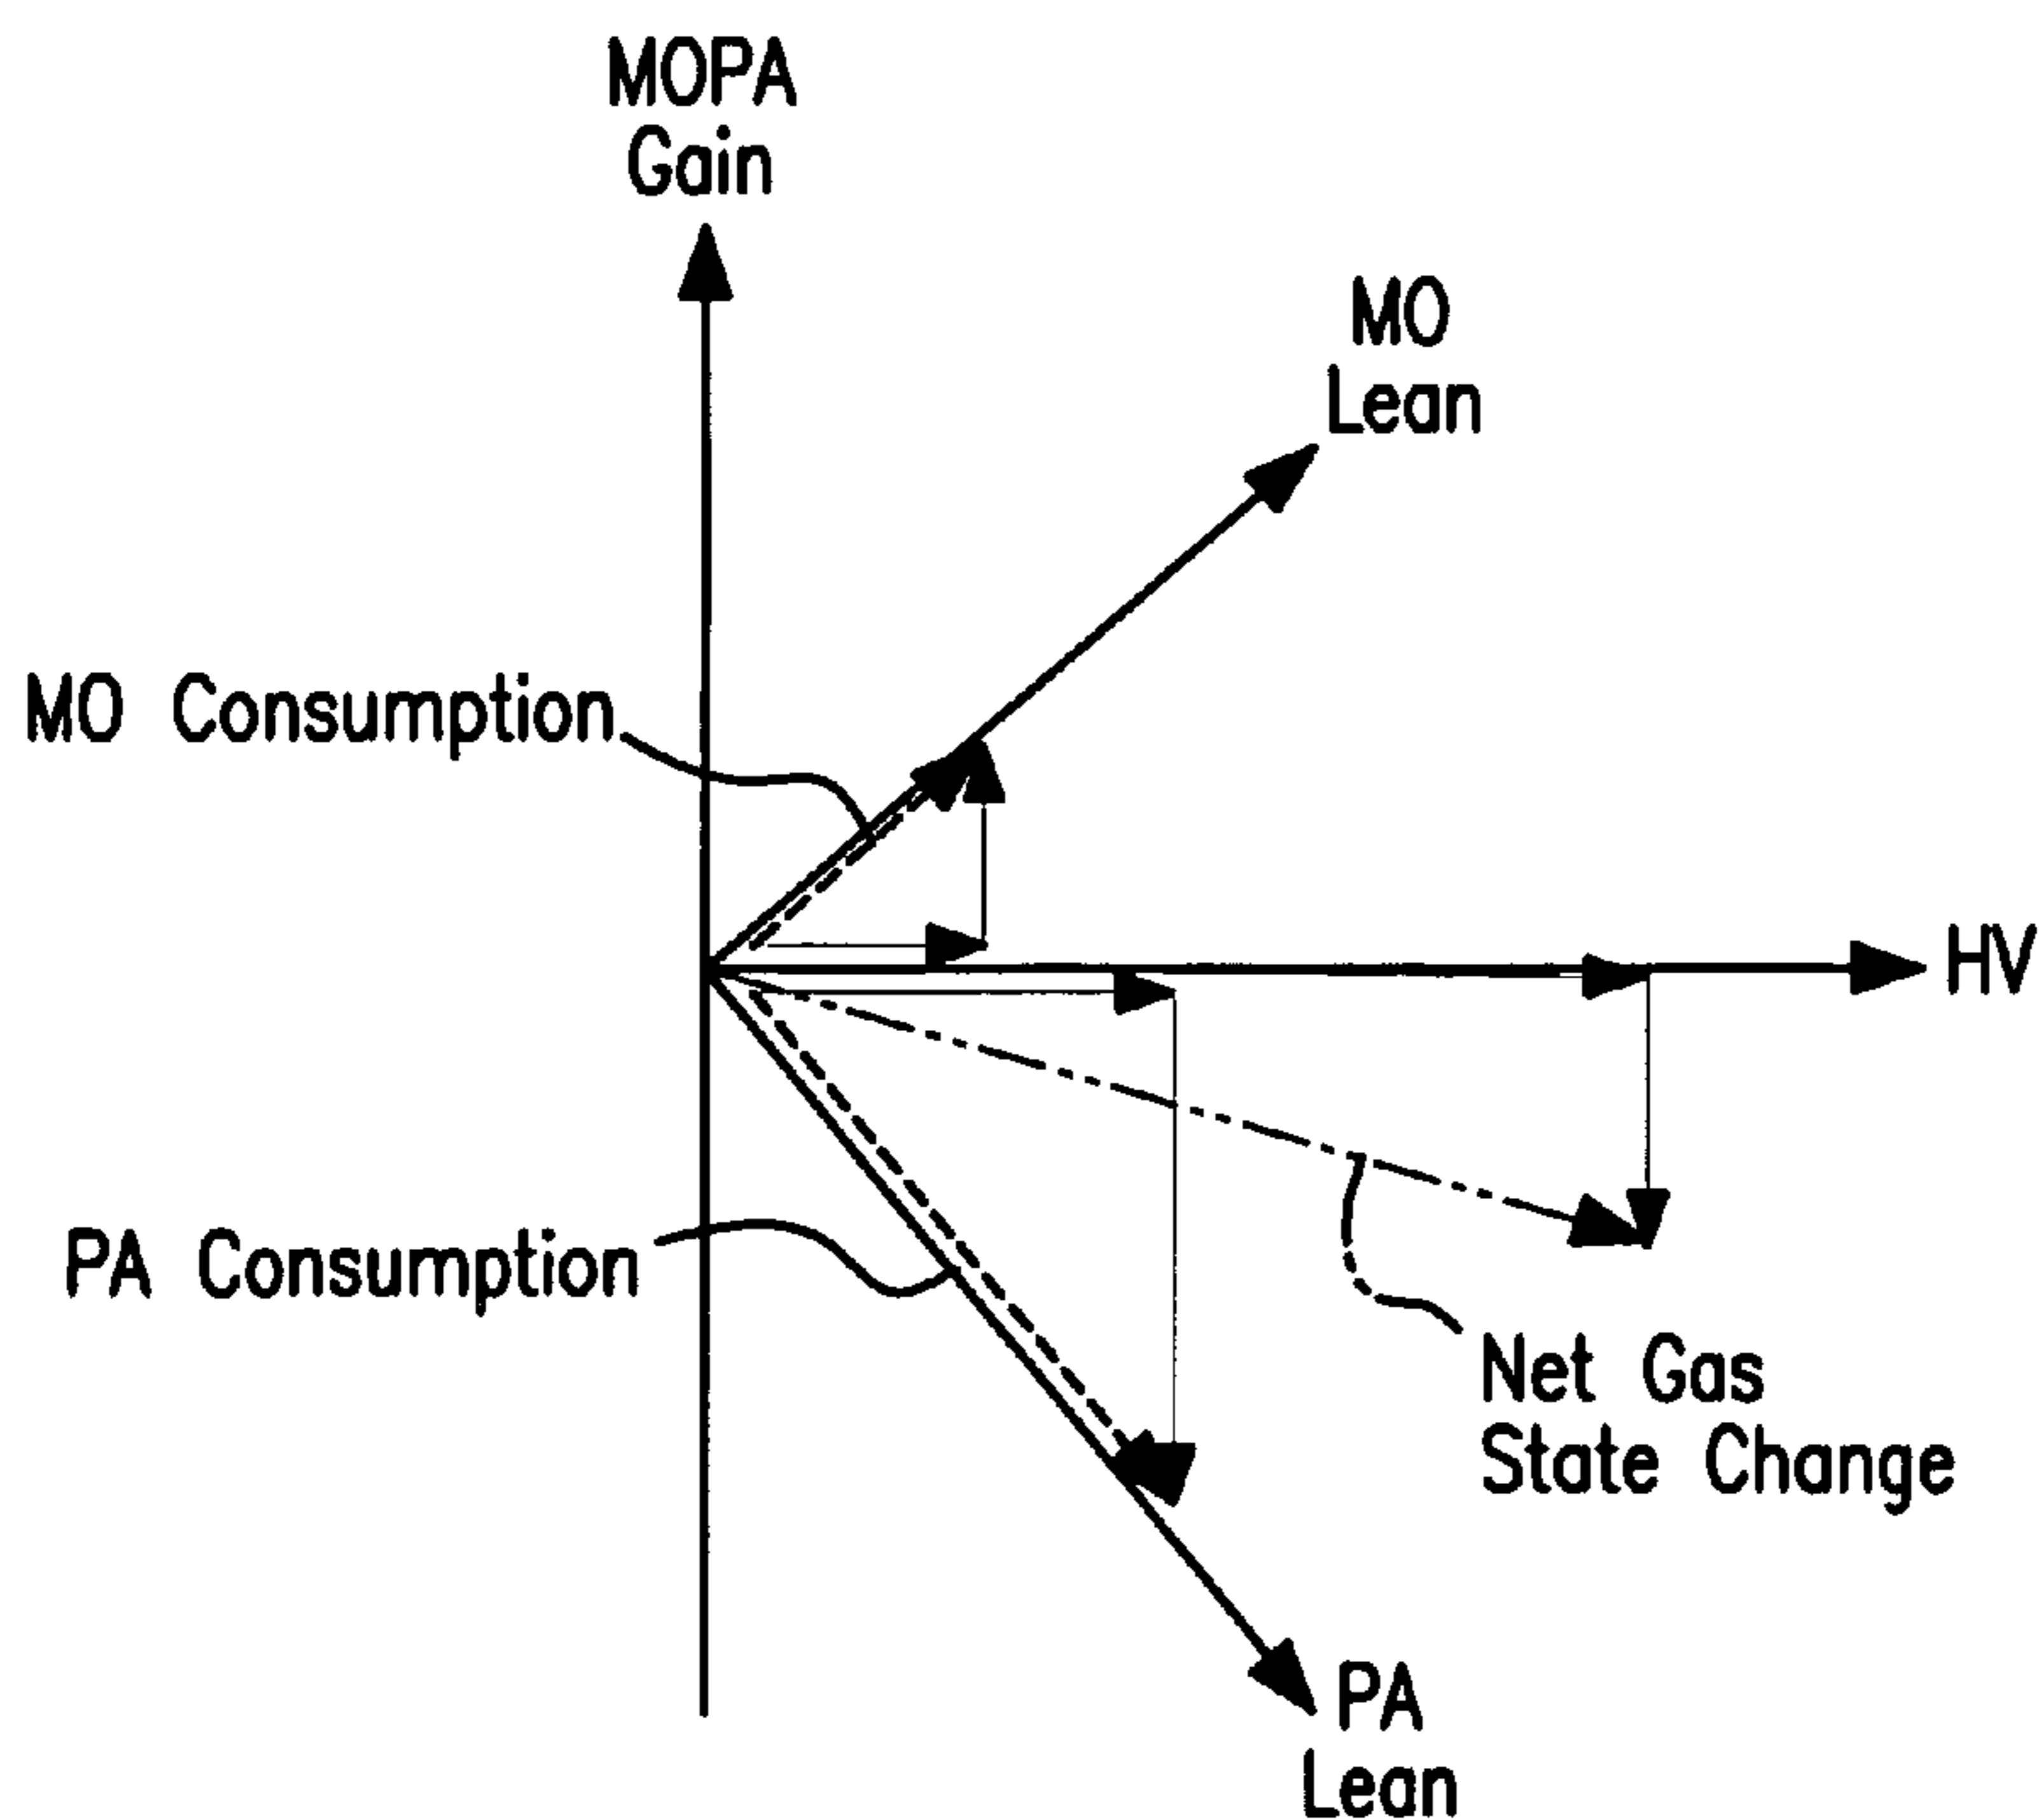 MOPA
Gain
MO
Lean
MO Consumption
HV
PA Consumption
Net Gas
State Change
PA
Lean